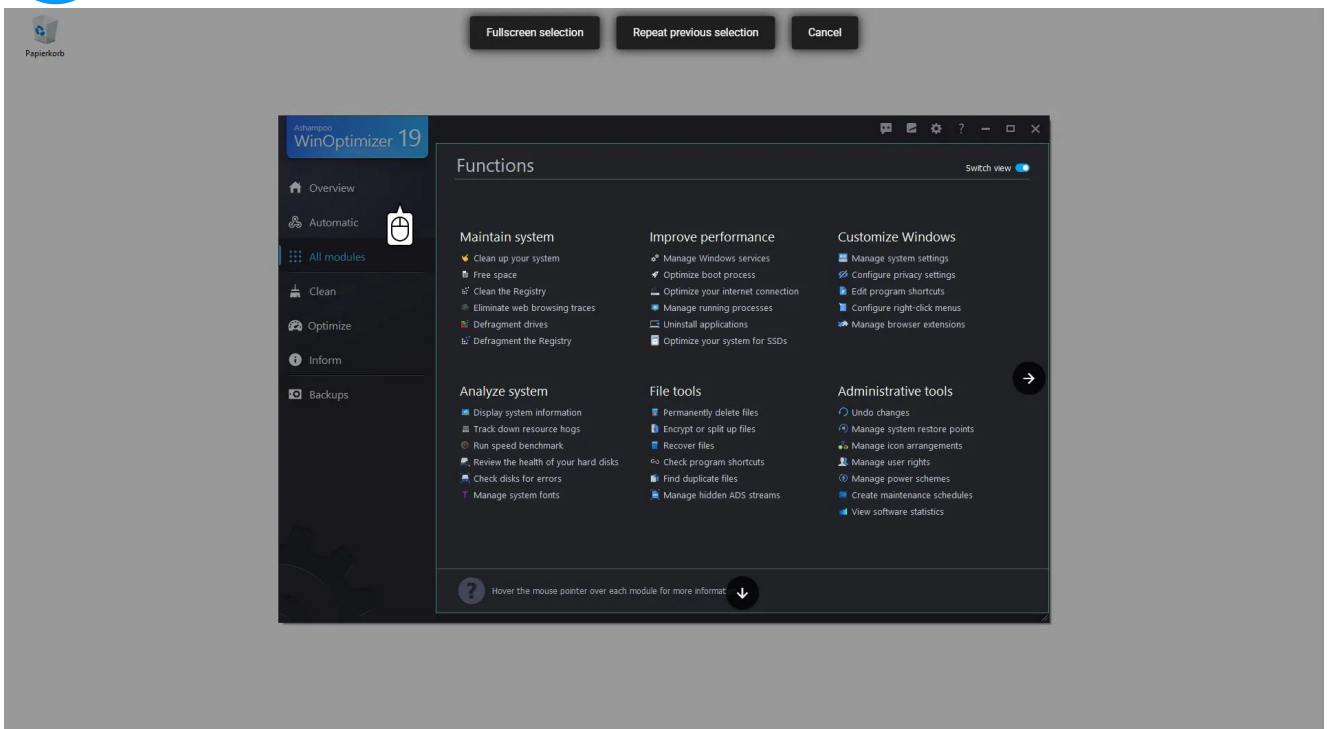 Papierkorb
Fullscreen selection
Repeat previous selection
Cancel
Ashampoo
WinOptimizer 19
Overview
Automatic
All modules
Clean
Optimize
Inform
Backups
?
Functions
Switch view
Maintain system
Clean up your system
Free space
Clean the Registry
Eliminate web browsing traces
Defragment drives
Defragment the Registry
Improve performance
Manage Windows services
Optimize boot process
Optimize your internet connection
Manage running processes
Uninstall applications
Optimize your system for SSDs
Customize Windows
Manage system settings
Configure privacy settings
Edit program shortcuts
Configure right-click menus
Manage browser extensions
Analyze system
Display system information
Track down resource hogs
Run speed benchmark
Review the health of your hard disks
Check disks for errors
Manage system fonts
File tools
Permanently delete files
Encrypt or split up files
Recover files
Check program shortcuts
Find duplicate files
Manage hidden ADS streams
Administrative tools
Undo changes
Manage system restore points
Manage icon arrangements
Manage user rights
Manage power schemes
Create maintenance schedules
View software statistics
? Hover the mouse pointer over each module for more informat